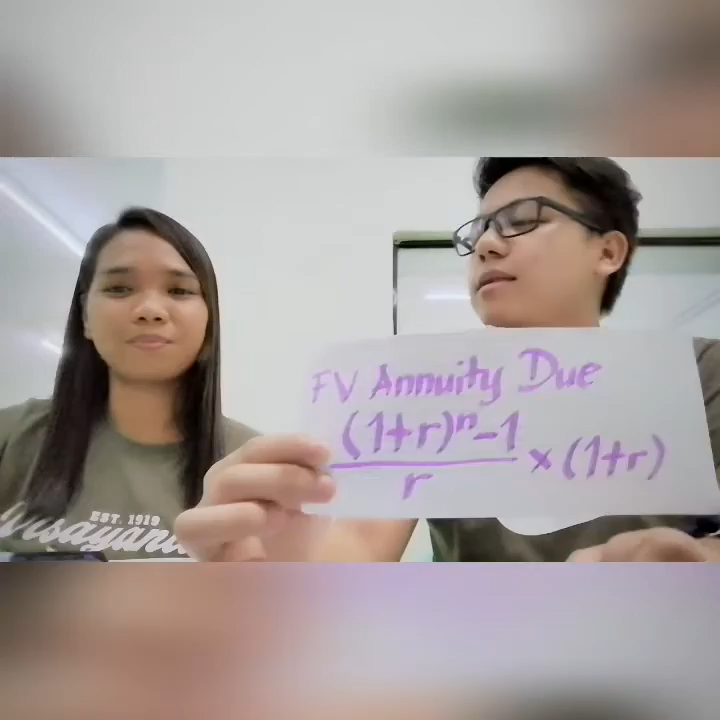 FV Annuity Due
(1+r)ⁿ-1
r
×(1+r)
EST. 1919